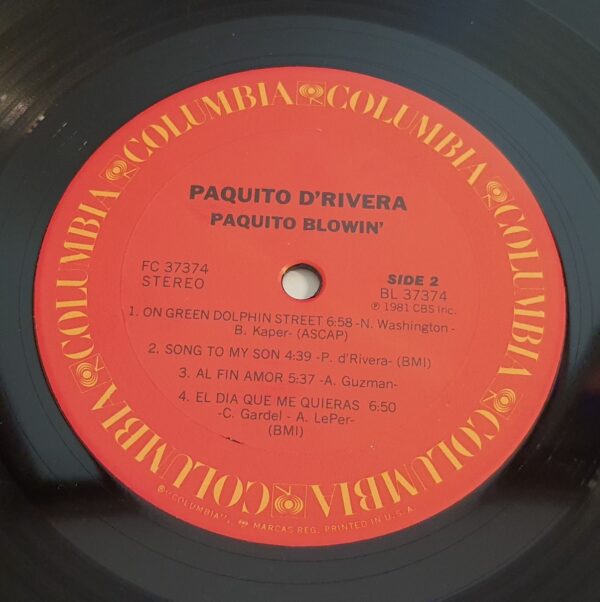 COLUMBIA COLUMBIA COLUMBIA COLUMBIA COLUMBIA COLUMBIA COLUMBIA COLUMBIA
PAQUITO D'RIVERA
PAQUITO BLOWIN'
FC 37374
STEREO
SIDE 2
BL 37374
℗ 1981 CBS Inc.
1. ON GREEN DOLPHIN STREET 6:58 -N. Washington -
B. Kaper- (ASCAP)
2. SONG TO MY SON 4:39 -P. d'Rivera- (BMI)
3. AL FIN AMOR 5:37 -A. Guzman-
4. EL DIA QUE ME QUIERAS 6:50
-C. Gardel - A. LePer-
(BMI)
®"COLUMBIA", MARCAS REG. PRINTED IN U.S.A.